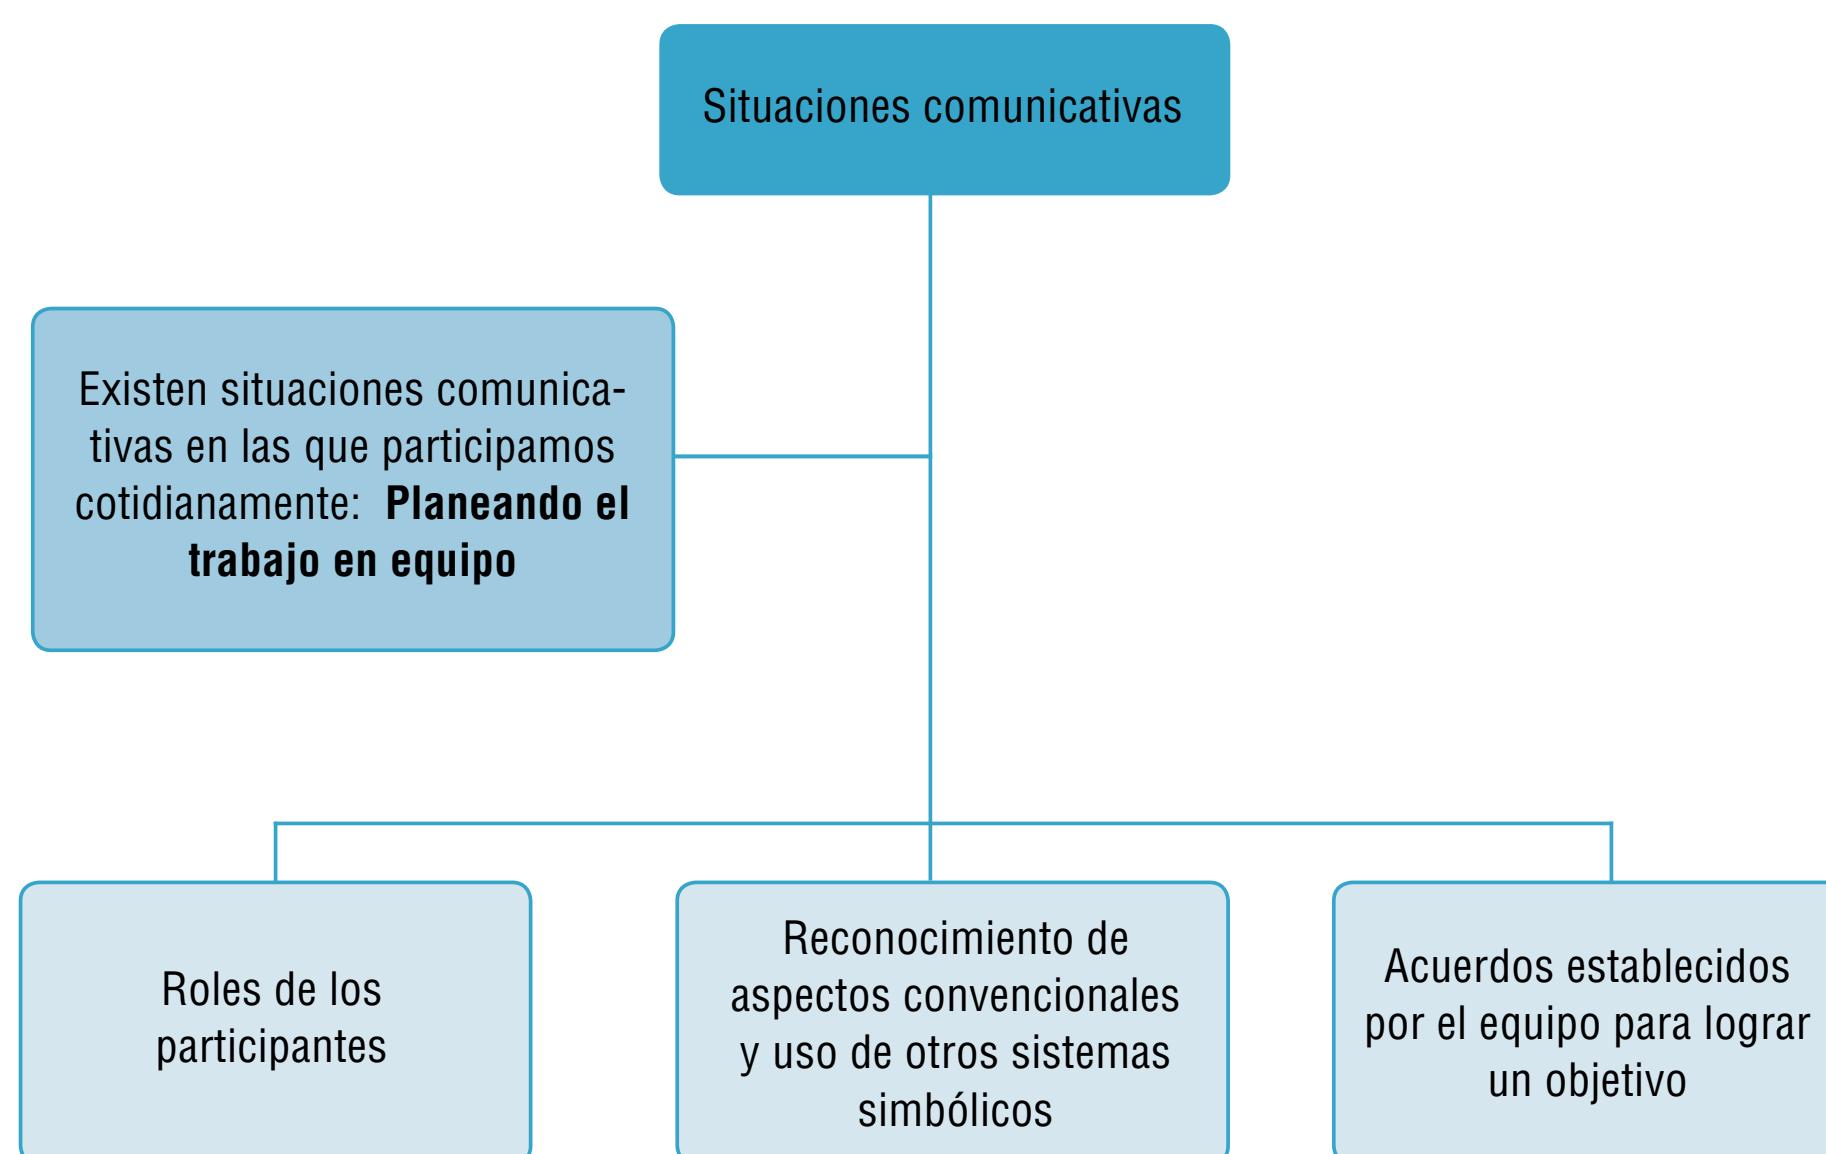 Situaciones comunicativas
Existen situaciones comunica-
tivas en las que participamos
cotidianamente: Planeando el
trabajo en equipo
Roles de los
participantes
Reconocimiento de
aspectos convencionales
y uso de otros sistemas
simbólicos
Acuerdos establecidos
por el equipo para lograr
un objetivo